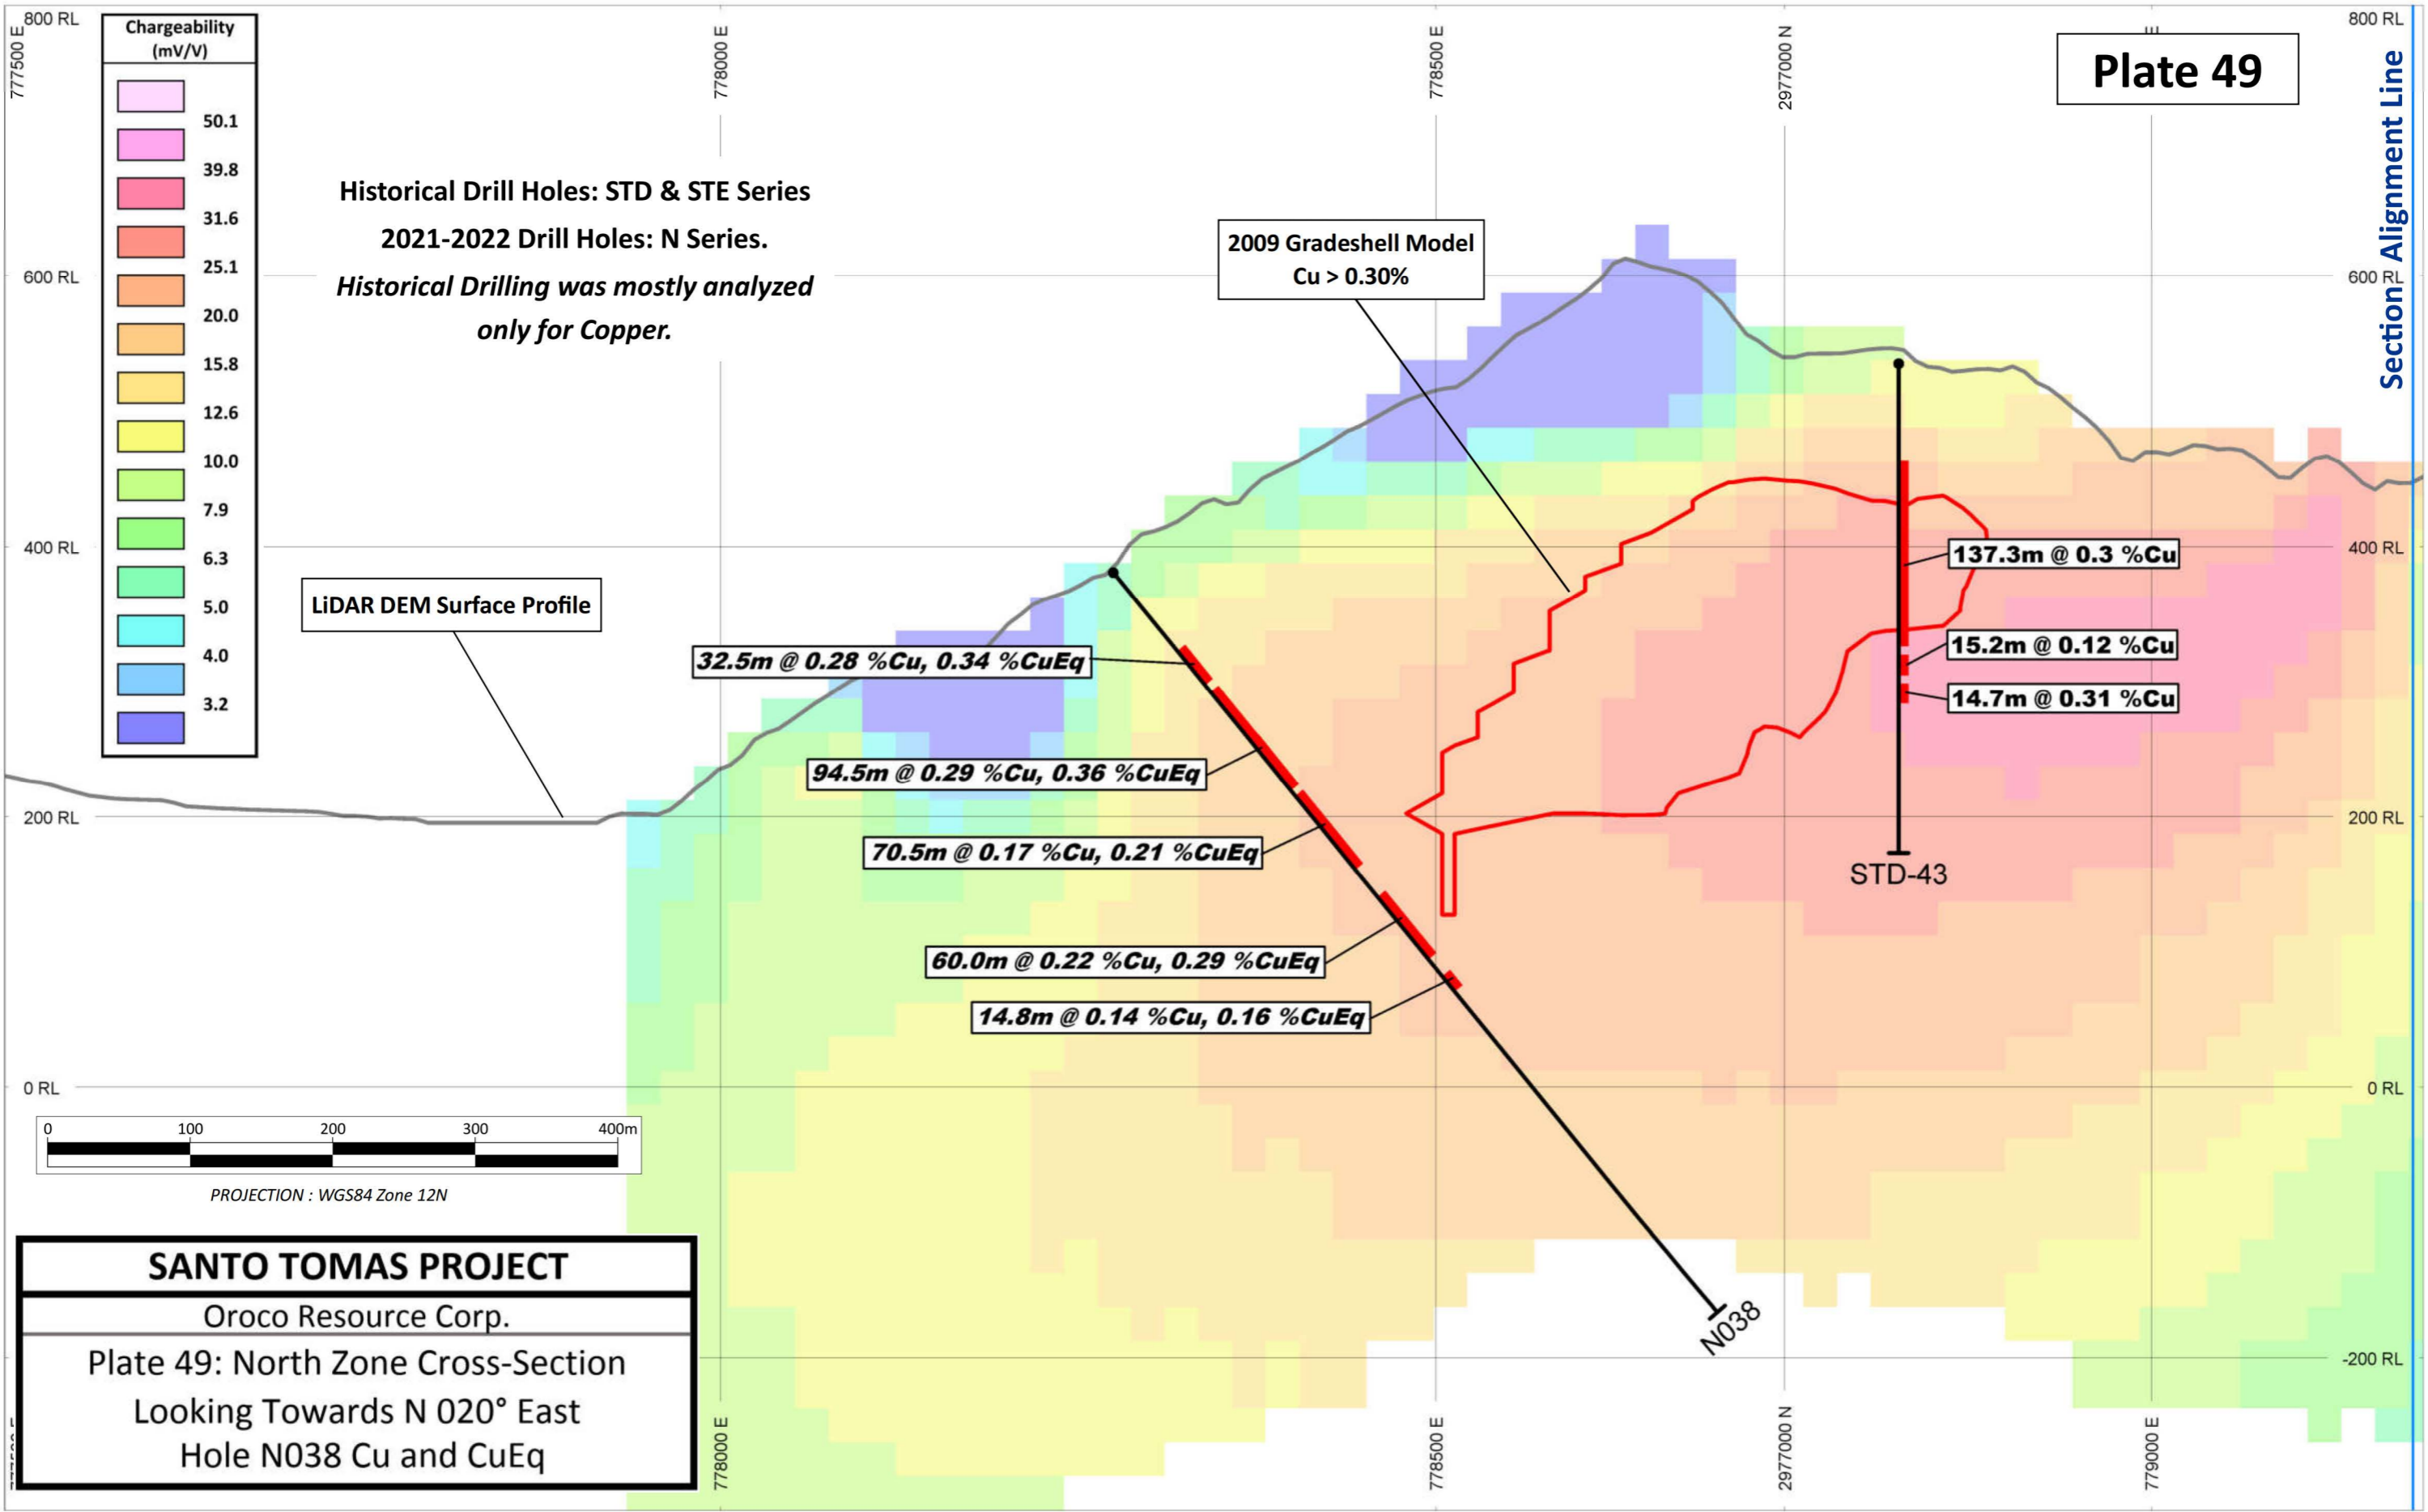 800 RL
777500 E
Chargeability
(mV/V)
50.1
39.8
31.6
25.1
20.0
15.8
12.6
10.0
7.9
6.3
5.0
4.0
3.2
778000 E
778500 E
2977000 N
E
800 RL
Plate 49
Section Alignment Line
Historical Drill Holes: STD & STE Series
2021-2022 Drill Holes: N Series.
Historical Drilling was mostly analyzed
only for Copper.
2009 Gradeshell Model
Cu > 0.30%
600 RL
600 RL
400 RL
400 RL
LiDAR DEM Surface Profile
137.3m @ 0.3 %Cu
15.2m @ 0.12 %Cu
14.7m @ 0.31 %Cu
32.5m @ 0.28 %Cu, 0.34 %CuEq
94.5m @ 0.29 %Cu, 0.36 %CuEq
70.5m @ 0.17 %Cu, 0.21 %CuEq
60.0m @ 0.22 %Cu, 0.29 %CuEq
14.8m @ 0.14 %Cu, 0.16 %CuEq
200 RL
200 RL
STD-43
0 RL
0 RL
0 100 200 300 400m
PROJECTION : WGS84 Zone 12N
N038
-200 RL
SANTO TOMAS PROJECT
Oroco Resource Corp.
Plate 49: North Zone Cross-Section
Looking Towards N 020° East
Hole N038 Cu and CuEq
778000 E
778500 E
2977000 N
779000 E